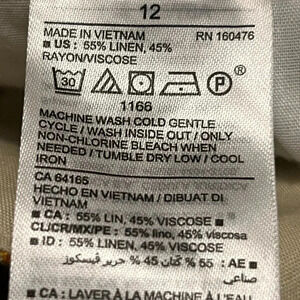 12
MADE IN VIETNAM RN 160476
■ US: 55% LINEN, 45%
RAYON/VISCOSE
30 P
1166
MACHINE WASH COLD GENTLE
CYCLE / WASH INSIDE OUT / ONLY
NON-CHLORINE BLEACH WHEN
NEEDED / TUMBLE DRY LOW / COOL
IRON
CA 64165
HECHO EN VIETNAM / DIBUAT DI
VIETNAM
■ CA: 55% LIN, 45% VISCOSE ■
CL/CR/MX/PE: 55% lino, 45% viscosa
■ ID: 55% LINEN, 45% VISCOSE
■ AE: 55 % كتان 45 % حرير فيسكوز
صناعي
■ CA: LAVER À LA MACHINE À L'EAU